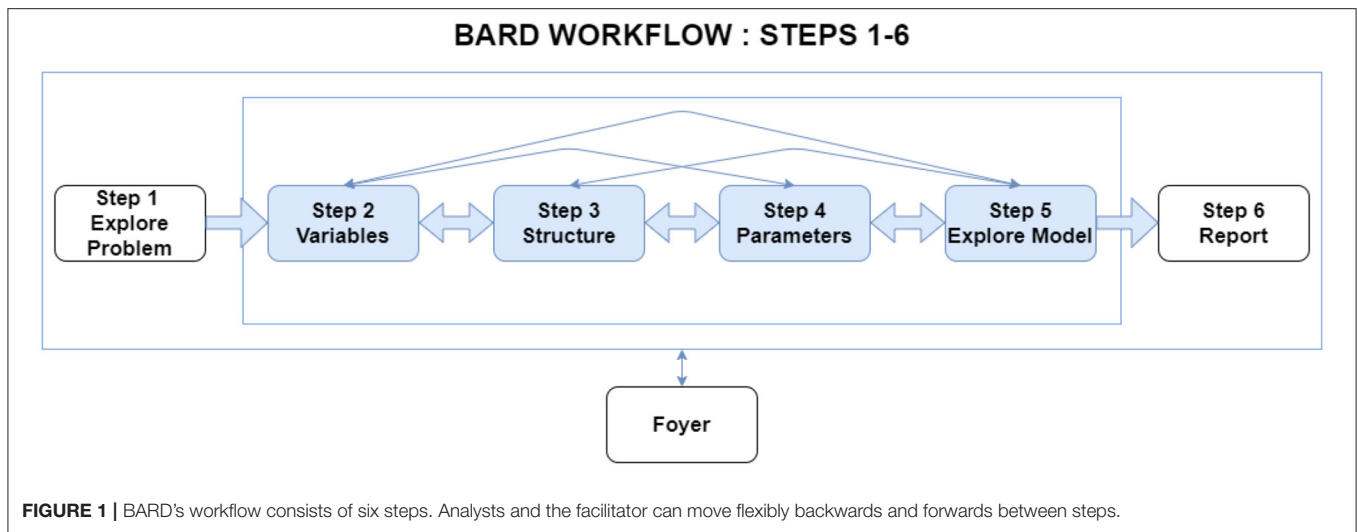 BARD WORKFLOW : STEPS 1-6
Step 1
Explore
Problem
Step 2
Variables
Step 3
Structure
Step 4
Parameters
Step 5
Explore Model
Step 6
Report
Foyer
FIGURE 1 | BARD's workflow consists of six steps. Analysts and the facilitator can move flexibly backwards and forwards between steps.